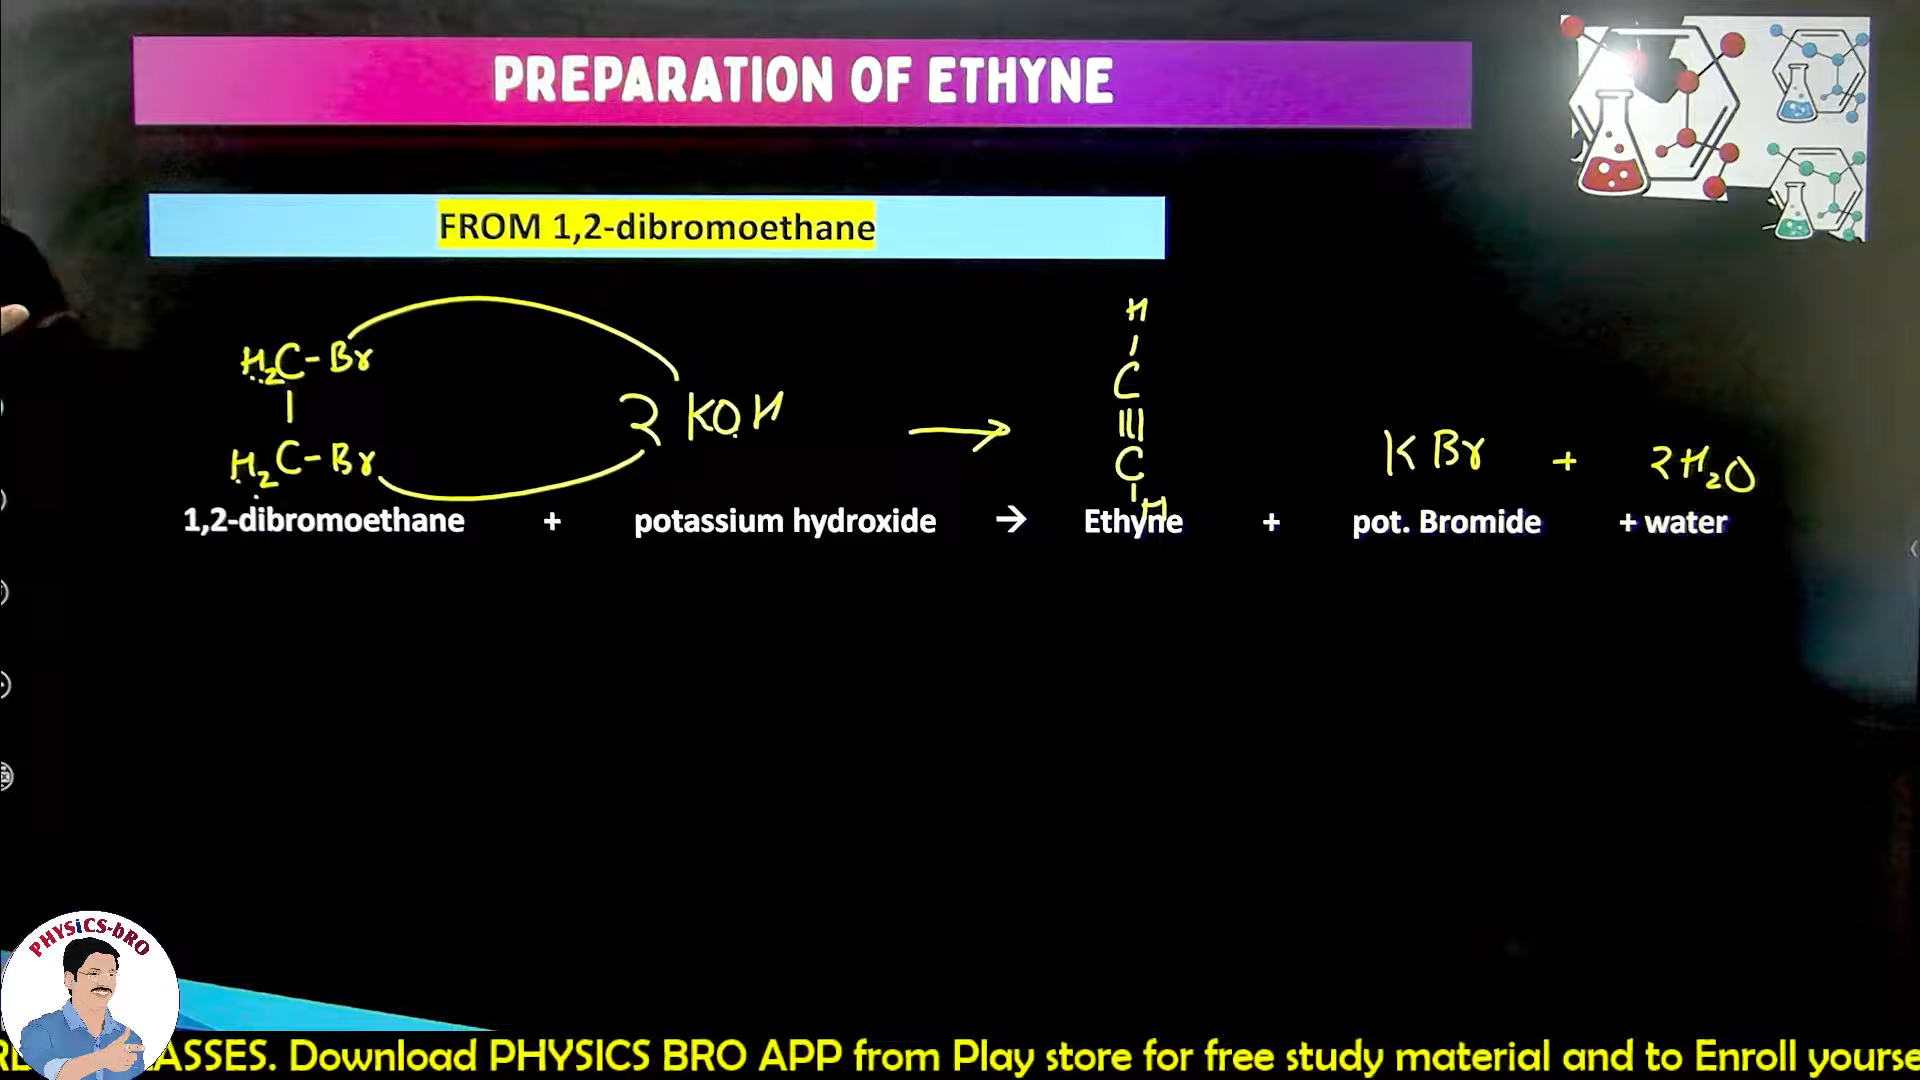 PREPARATION OF ETHYNE
FROM 1,2-dibromoethane
H
H₂C-Br
C
2 KOH
KBr + 2H₂O
H₂C-Br
C
H
1,2-dibromoethane + potassium hydroxide → Ethyne + pot. Bromide + water
PHYSiCS-bRO
ASSES. Download PHYSICS BRO APP from Play store for free study material and to Enroll yourse